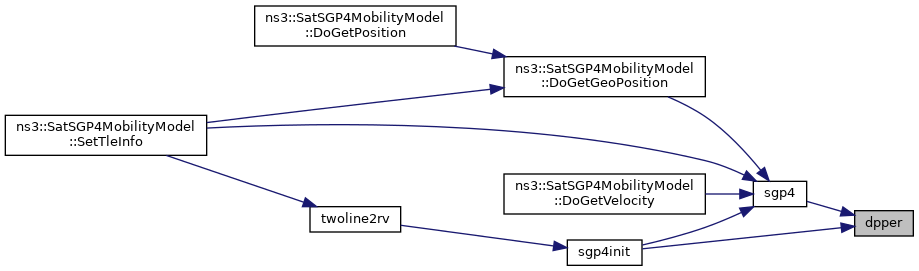 ns3::SatSGP4MobilityModel
::DoGetPosition
ns3::SatSGP4MobilityModel
::DoGetGeoPosition
ns3::SatSGP4MobilityModel
::SetTleInfo
ns3::SatSGP4MobilityModel
::DoGetVelocity
sgp4
twoline2rv
dpper
sgp4init